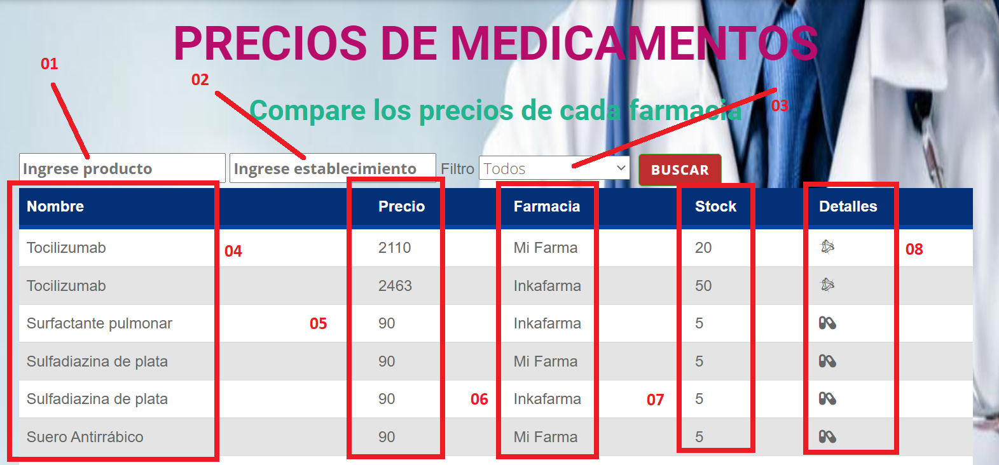 PRECIOS DE MEDICAMENTOS
01
02
Compare los precios de cada farmacia
03
Ingrese producto Ingrese establecimiento Filtro Todos BUSCAR
Nombre Precio Farmacia Stock Detalles
Tocilizumab 04 2110 Mi Farma 20 08
Tocilizumab 2463 Inkafarma 50
Surfactante pulmonar 05 90 Inkafarma 5
Sulfadiazina de plata 90 Mi Farma 5
Sulfadiazina de plata 90 06 Inkafarma 07 5
Suero Antirrábico 90 Mi Farma 5